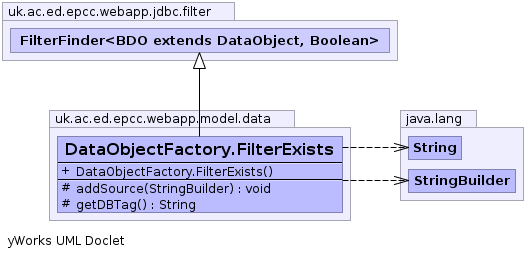 uk.ac.ed.epcc.webapp.jdbc.filter
FilterFinder<BDO extends DataObject, Boolean>
uk.ac.ed.epcc.webapp.model.data
java.lang
DataObjectFactory.FilterExists
String
+ DataObjectFactory.FilterExists()
StringBuilder
# addSource(StringBuilder) : void
# getDBTag() : String
yWorks UML Doclet